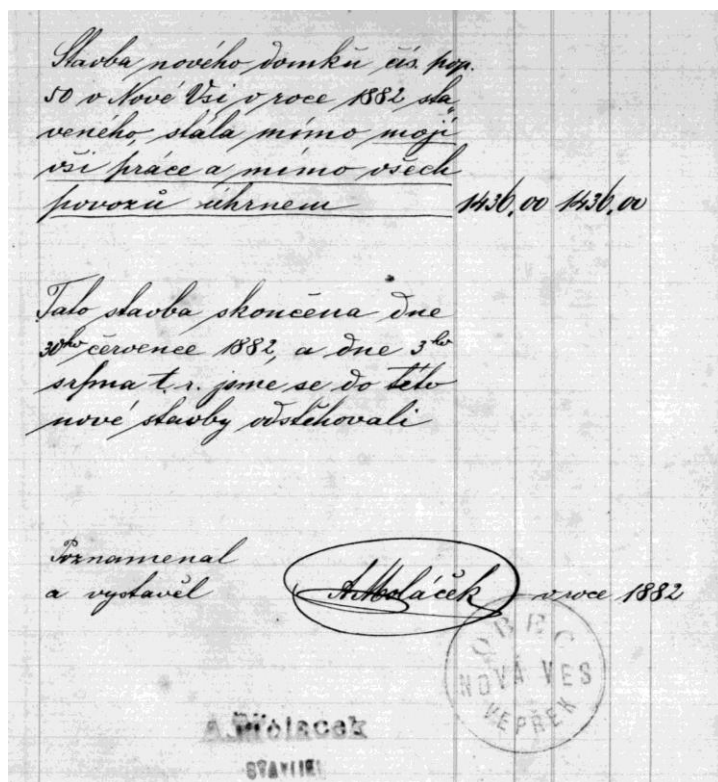 Stavba nového domku čís. pop.
50 v Nové Vsi v roce 1882 sta„
veného, stála mimo mojí
vší práce a mimo všech
povozů úhrnem 1436,00 1436,00
Tato stavba skončena dne
30ho července 1882, a dne 3ho
srpna t. r. jsme se do této
nové stavby odstěhovali
Poznamenal
a vystavěl A. Moláček v roce 1882
OBEC
NOVÁ VES
VEPŘEK
A. Moláček